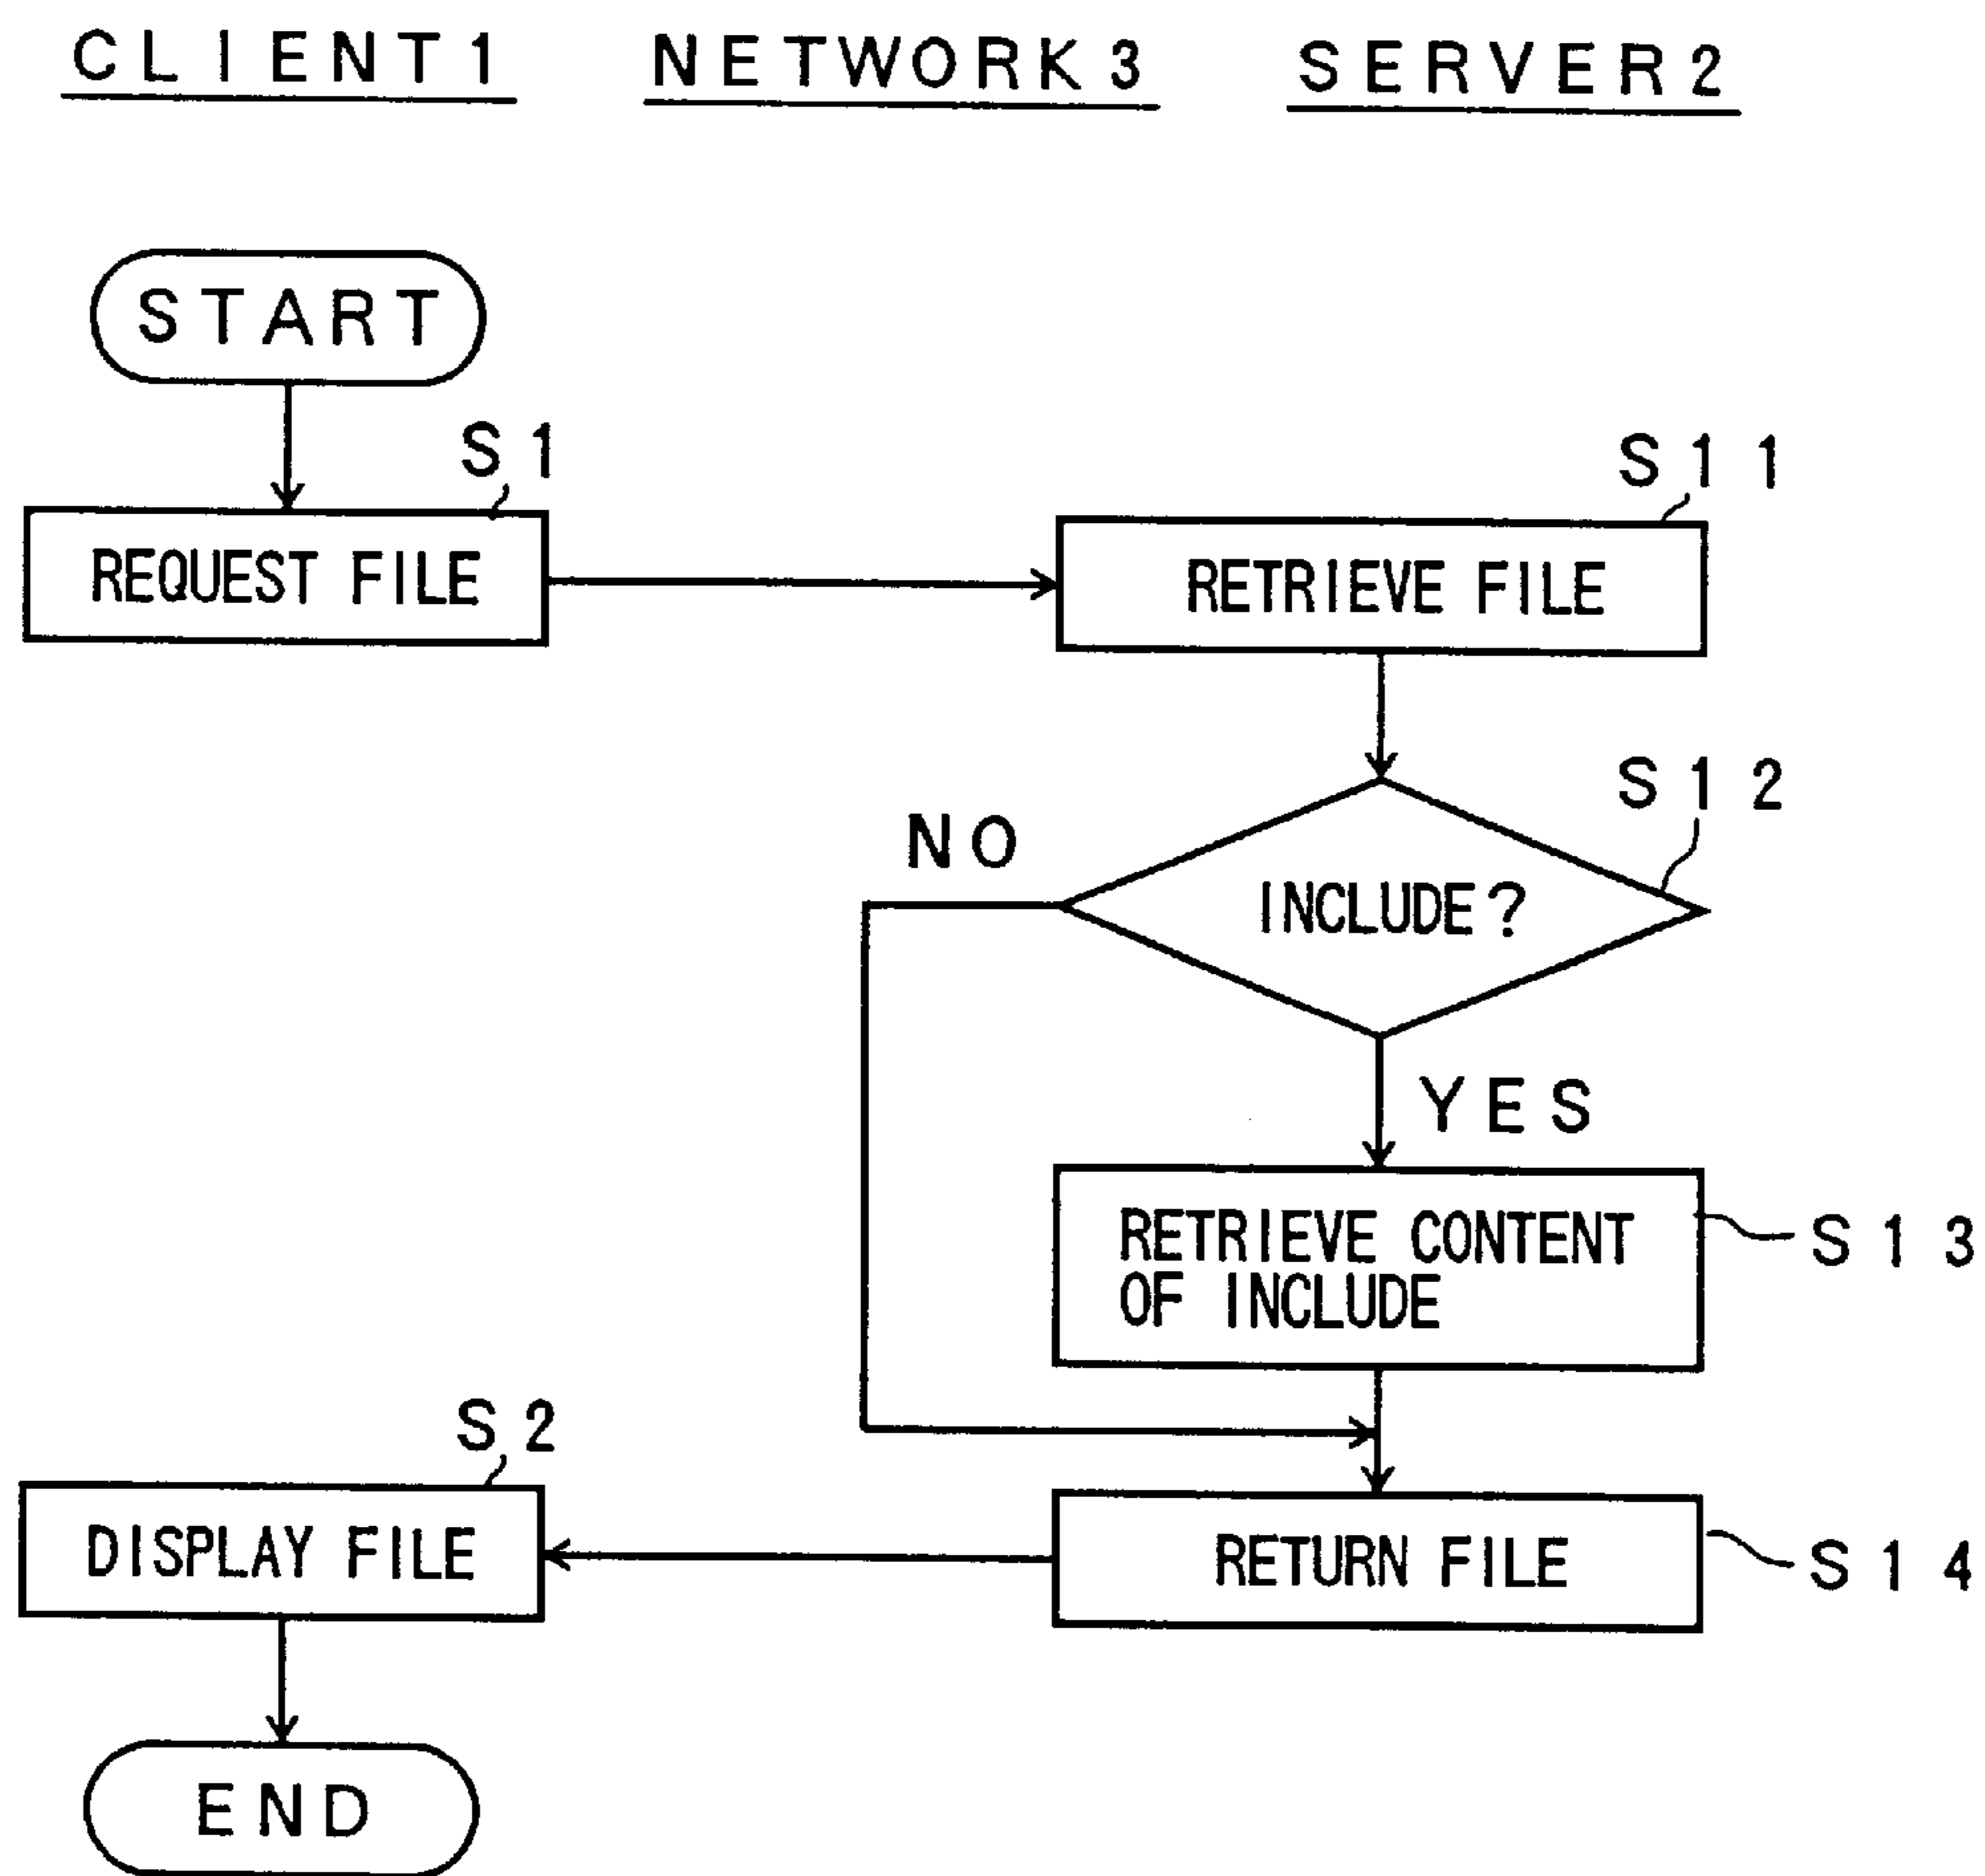 CLIENT1 NETWORK3 SERVER2
START
S1
S11
REQUEST FILE
RETRIEVE FILE
S12
NO
INCLUDE?
YES
RETRIEVE CONTENT
OF INCLUDE
S13
S2
DISPLAY FILE
RETURN FILE
S14
END